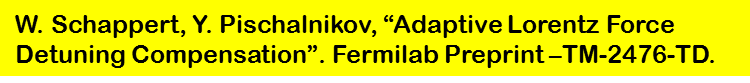 W. Schappert, Y. Pischalnikov, “Adaptive Lorentz Force
Detuning Compensation”. Fermilab Preprint –TM-2476-TD.